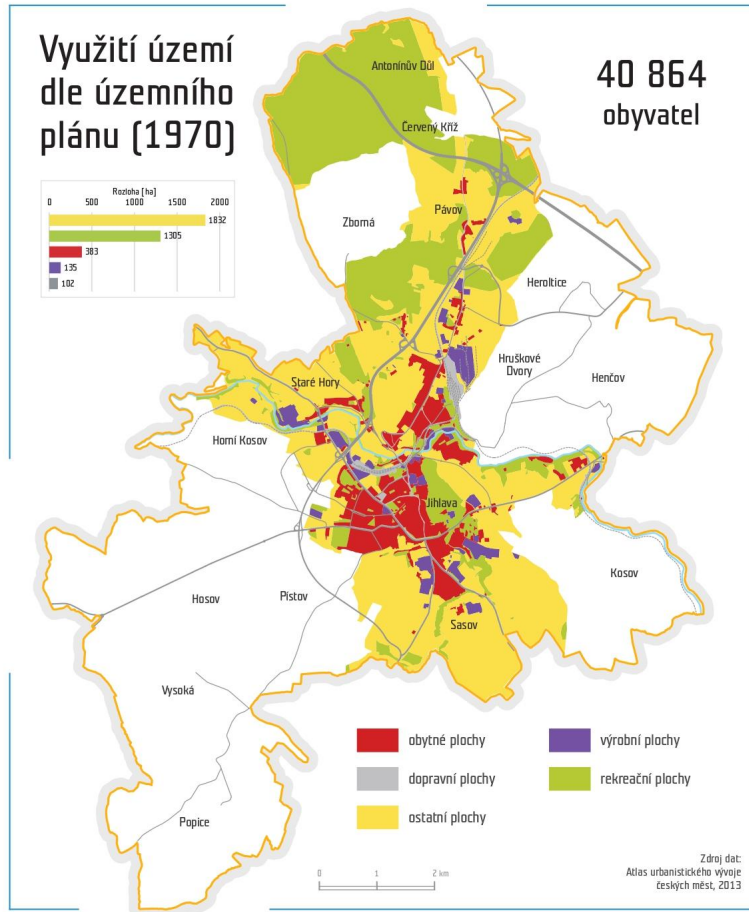 Využití území
dle územního
plánu (1970)
40 864
obyvatel
Rozloha [ha]
0 500 1000 1500 2000
1832
1305
383
135
102
Antonínův Důl
Červený Kříž
Zborná
Pávov
Heroltice
Hruškové
Dvory
Henčov
Staré Hory
Horní Kosov
Jihlava
Kosov
Hosov
Pístov
Sasov
Vysoká
Popice
obytné plochy
výrobní plochy
dopravní plochy
rekreační plochy
ostatní plochy
0 1 2 km
Zdroj dat:
Atlas urbanistického vývoje
českých měst, 2013